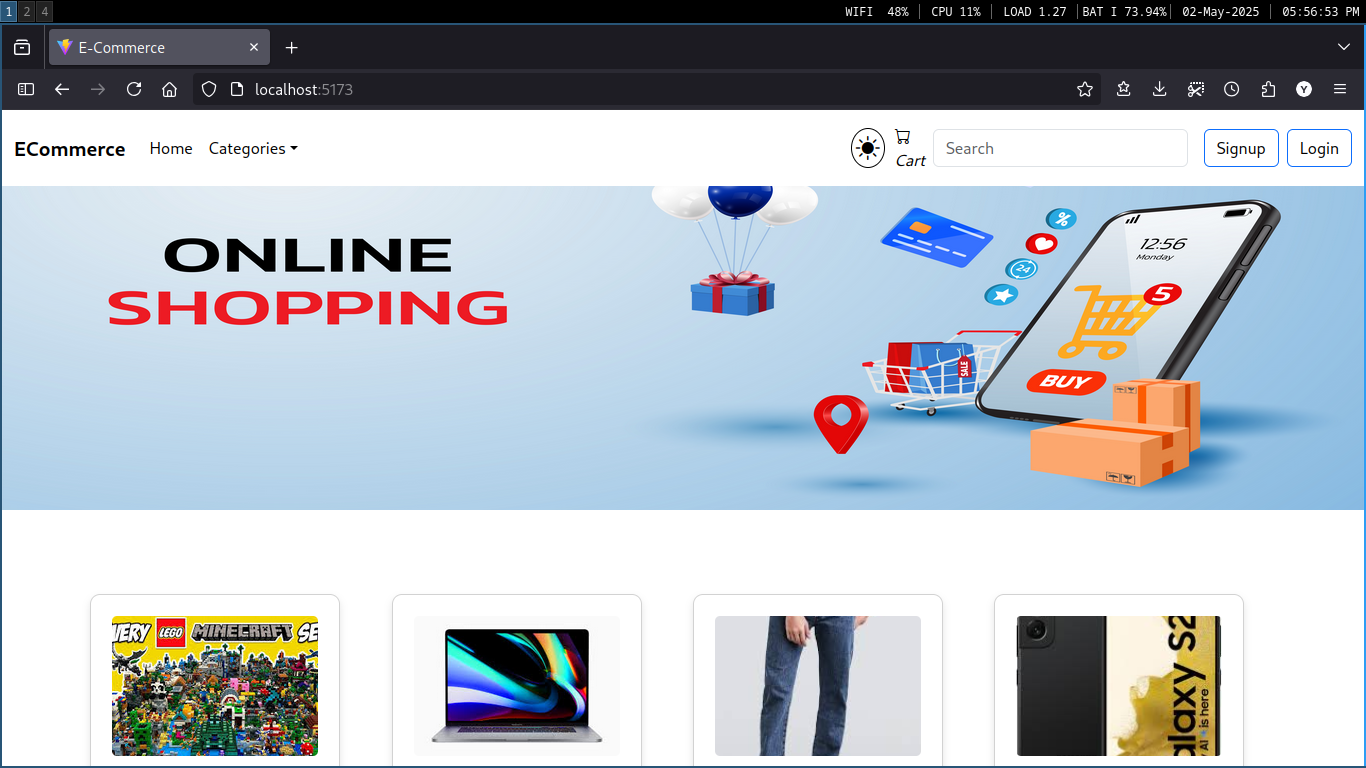 1 2 4 WIFI 48% CPU 11% LOAD 1.27 BAT I 73.94% 02-May-2025 05:56:53 PM
E-Commerce
localhost:5173
ECommerce Home Categories Cart Search Signup Login
ONLINE
SHOPPING
%
24
12:56
Monday
5
SALE
BUY
LEGO MINECRAFT SE
alaxy S2
AI is here